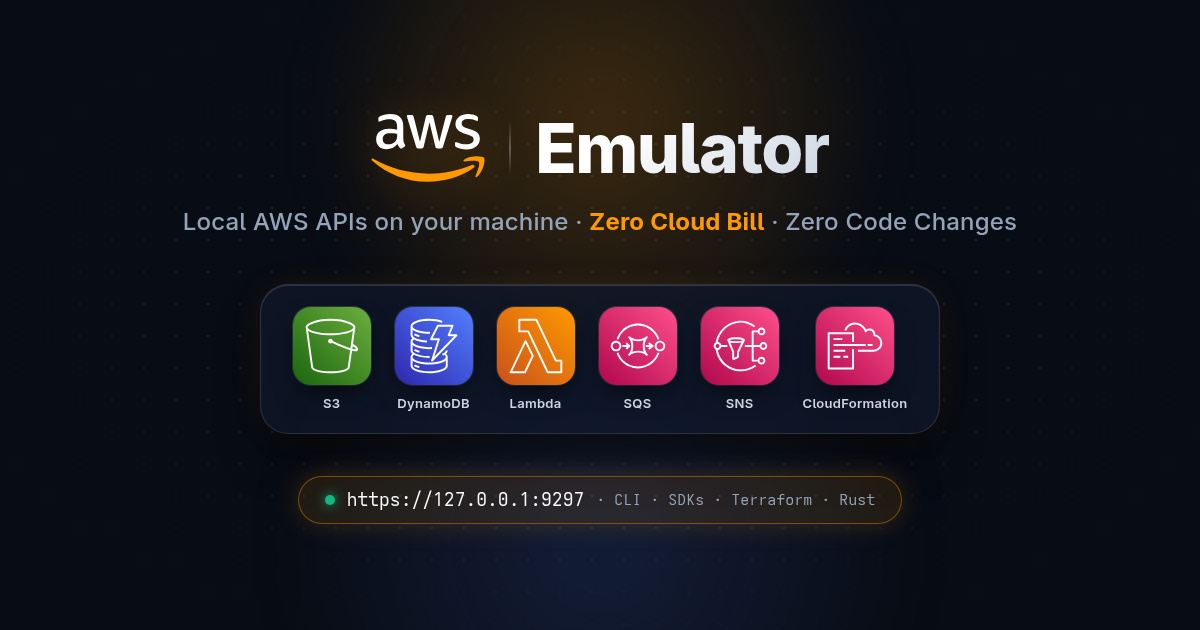 aws Emulator
Local AWS APIs on your machine · Zero Cloud Bill · Zero Code Changes
S3 DynamoDB Lambda SQS SNS CloudFormation
https://127.0.0.1:9297 · CLI · SDKs · Terraform · Rust